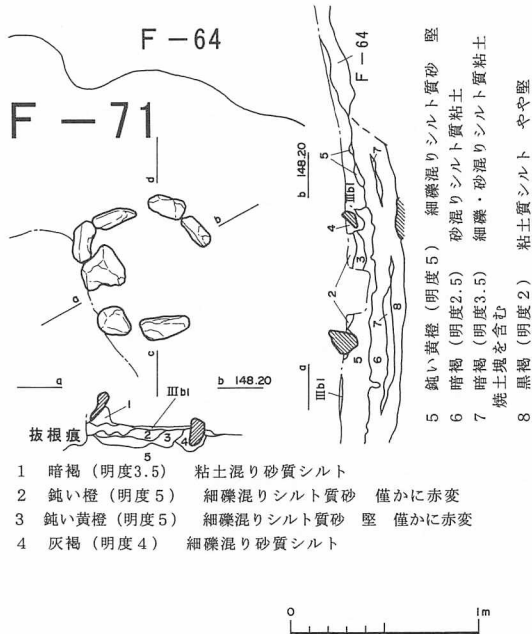 F－64
F－71
d
b
a
c
a
b 148.20
IIIb1
1
2
3
4
5
抜根痕
F－64
5
7
b 148.20
IIIb1
4
3
2
7
8
a
5
6
IIIb1
1 暗褐（明度3.5） 粘土混り砂質シルト
2 鈍い橙（明度5） 細礫混りシルト質砂 僅かに赤変
3 鈍い黄橙（明度5） 細礫混りシルト質砂 堅 僅かに赤変
4 灰褐（明度4） 細礫混り砂質シルト
5 鈍い黄橙（明度5） 細礫混りシルト質砂 堅
6 暗褐（明度2.5） 砂混りシルト質粘土
7 暗褐（明度3.5） 細礫・砂混りシルト質粘土
焼土塊を含む
8 黒褐（明度2） 粘土質シルト やや堅
0 1m